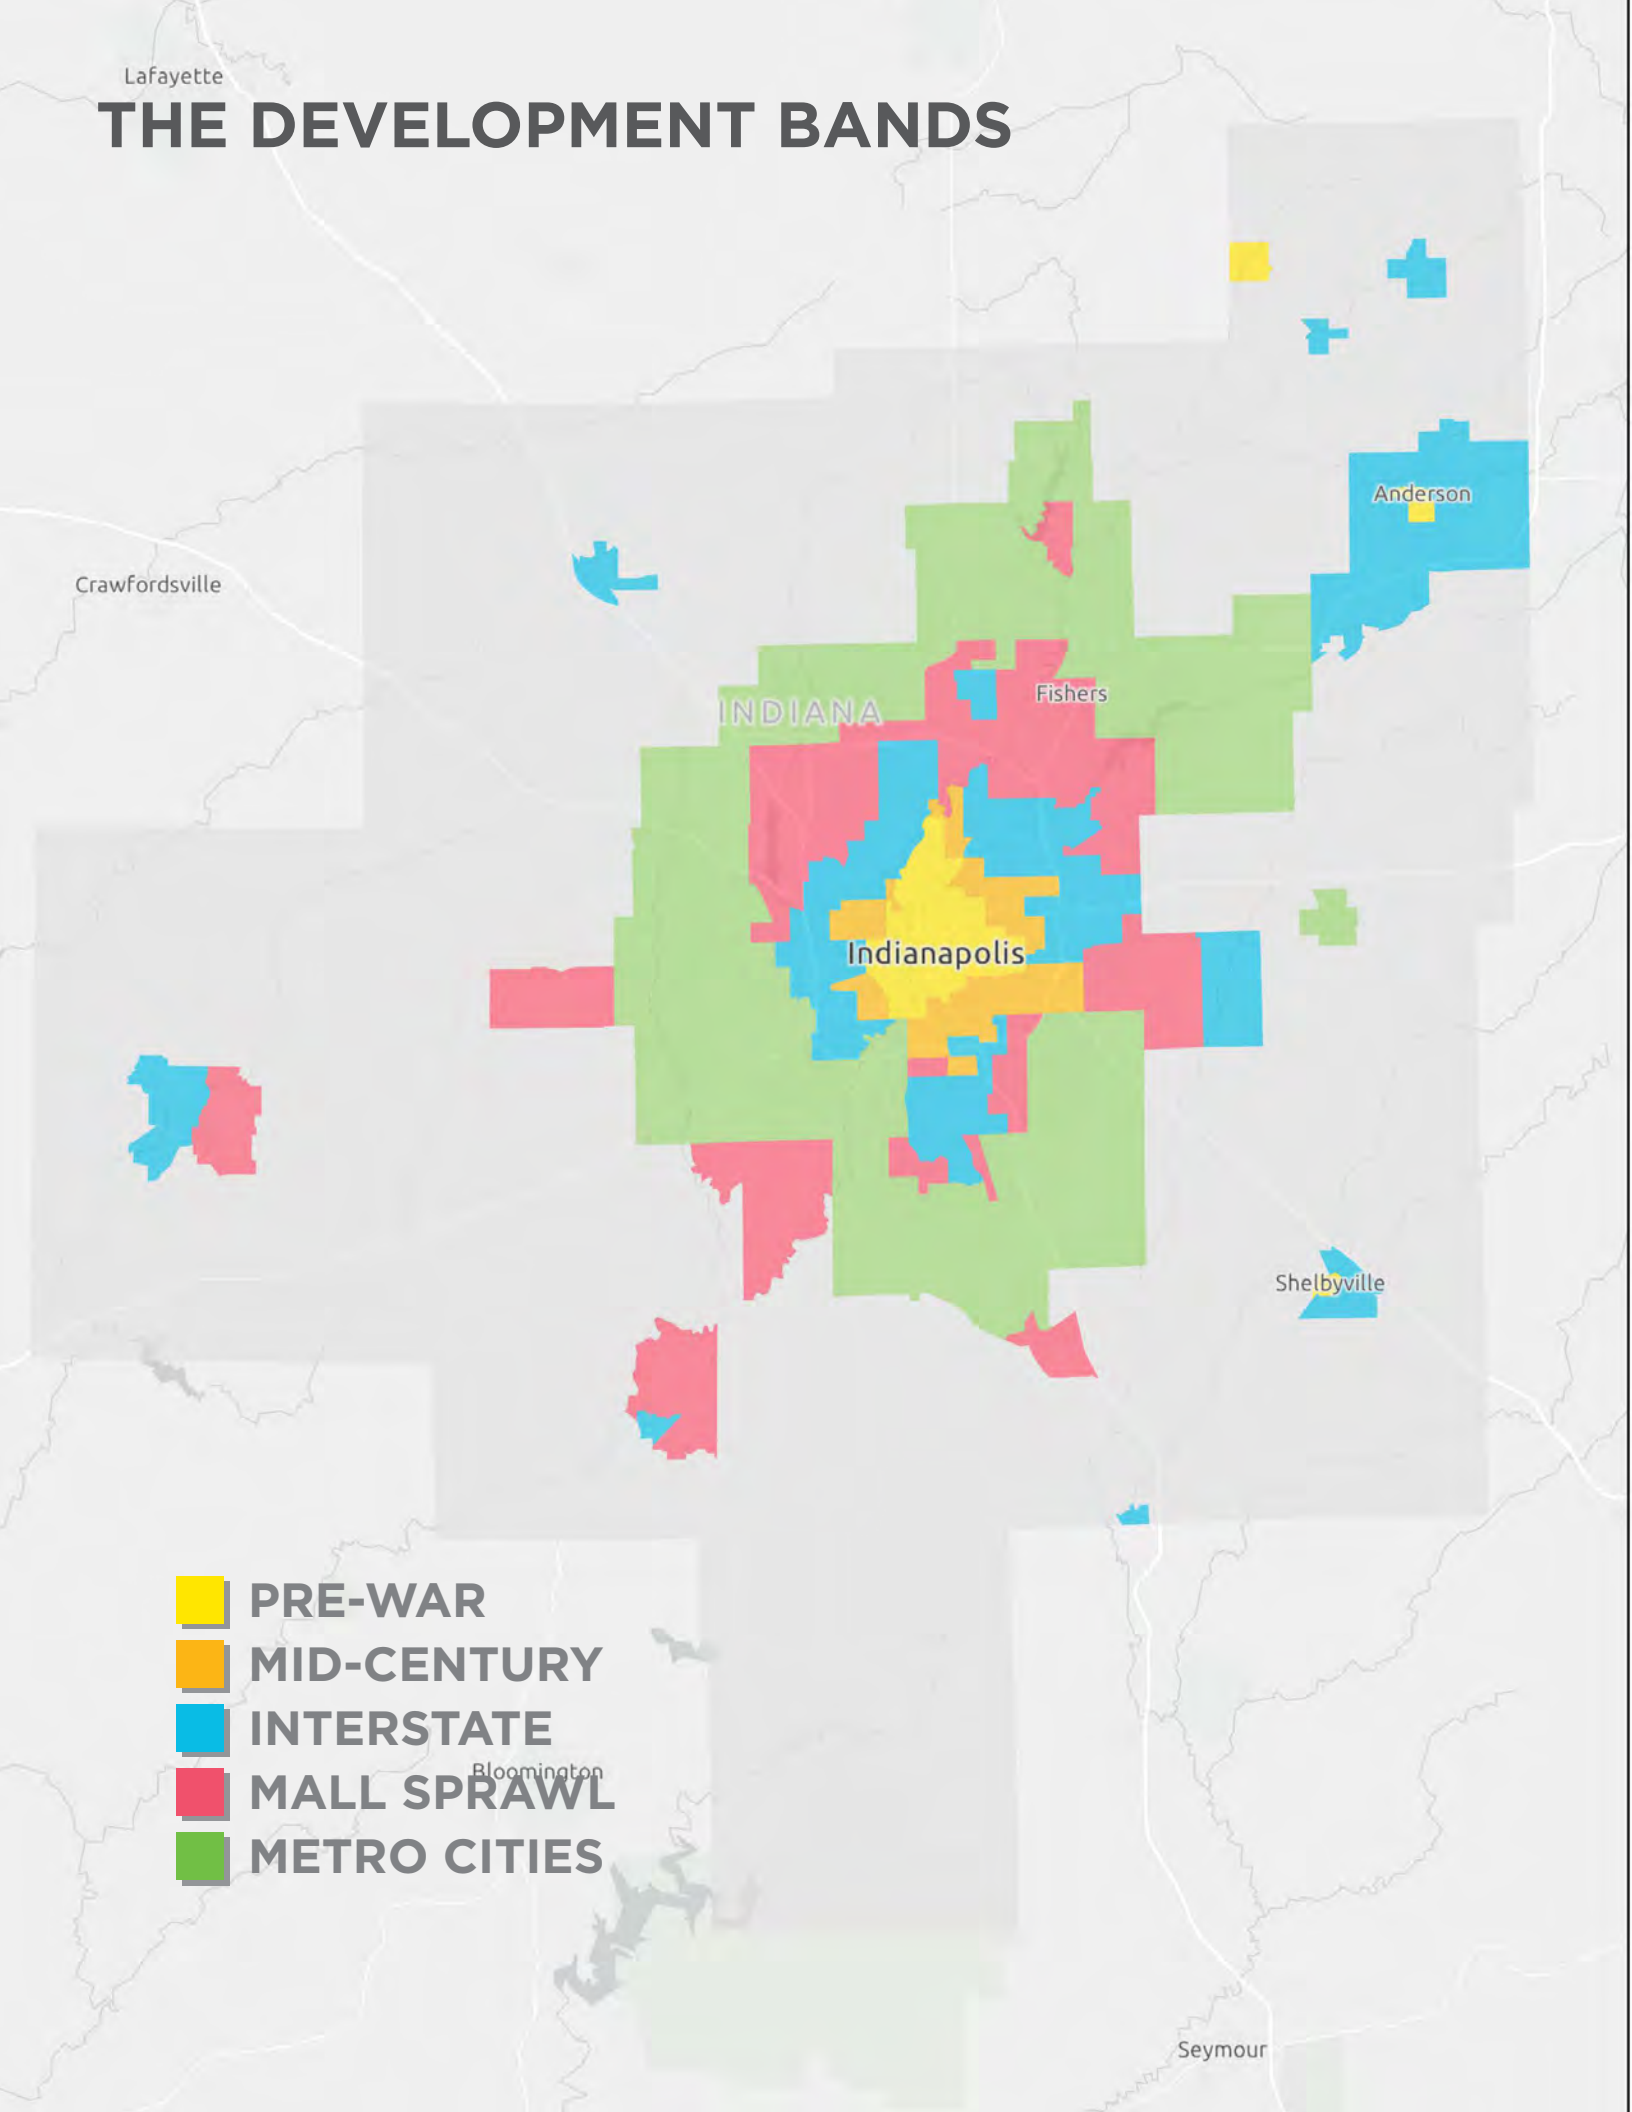 Lafayette
THE DEVELOPMENT BANDS
Anderson
Crawfordsville
Fishers
INDIANA
Indianapolis
Shelbyville
PRE-WAR
MID-CENTURY
INTERSTATE
Bloomington
MALL SPRAWL
METRO CITIES
Seymour